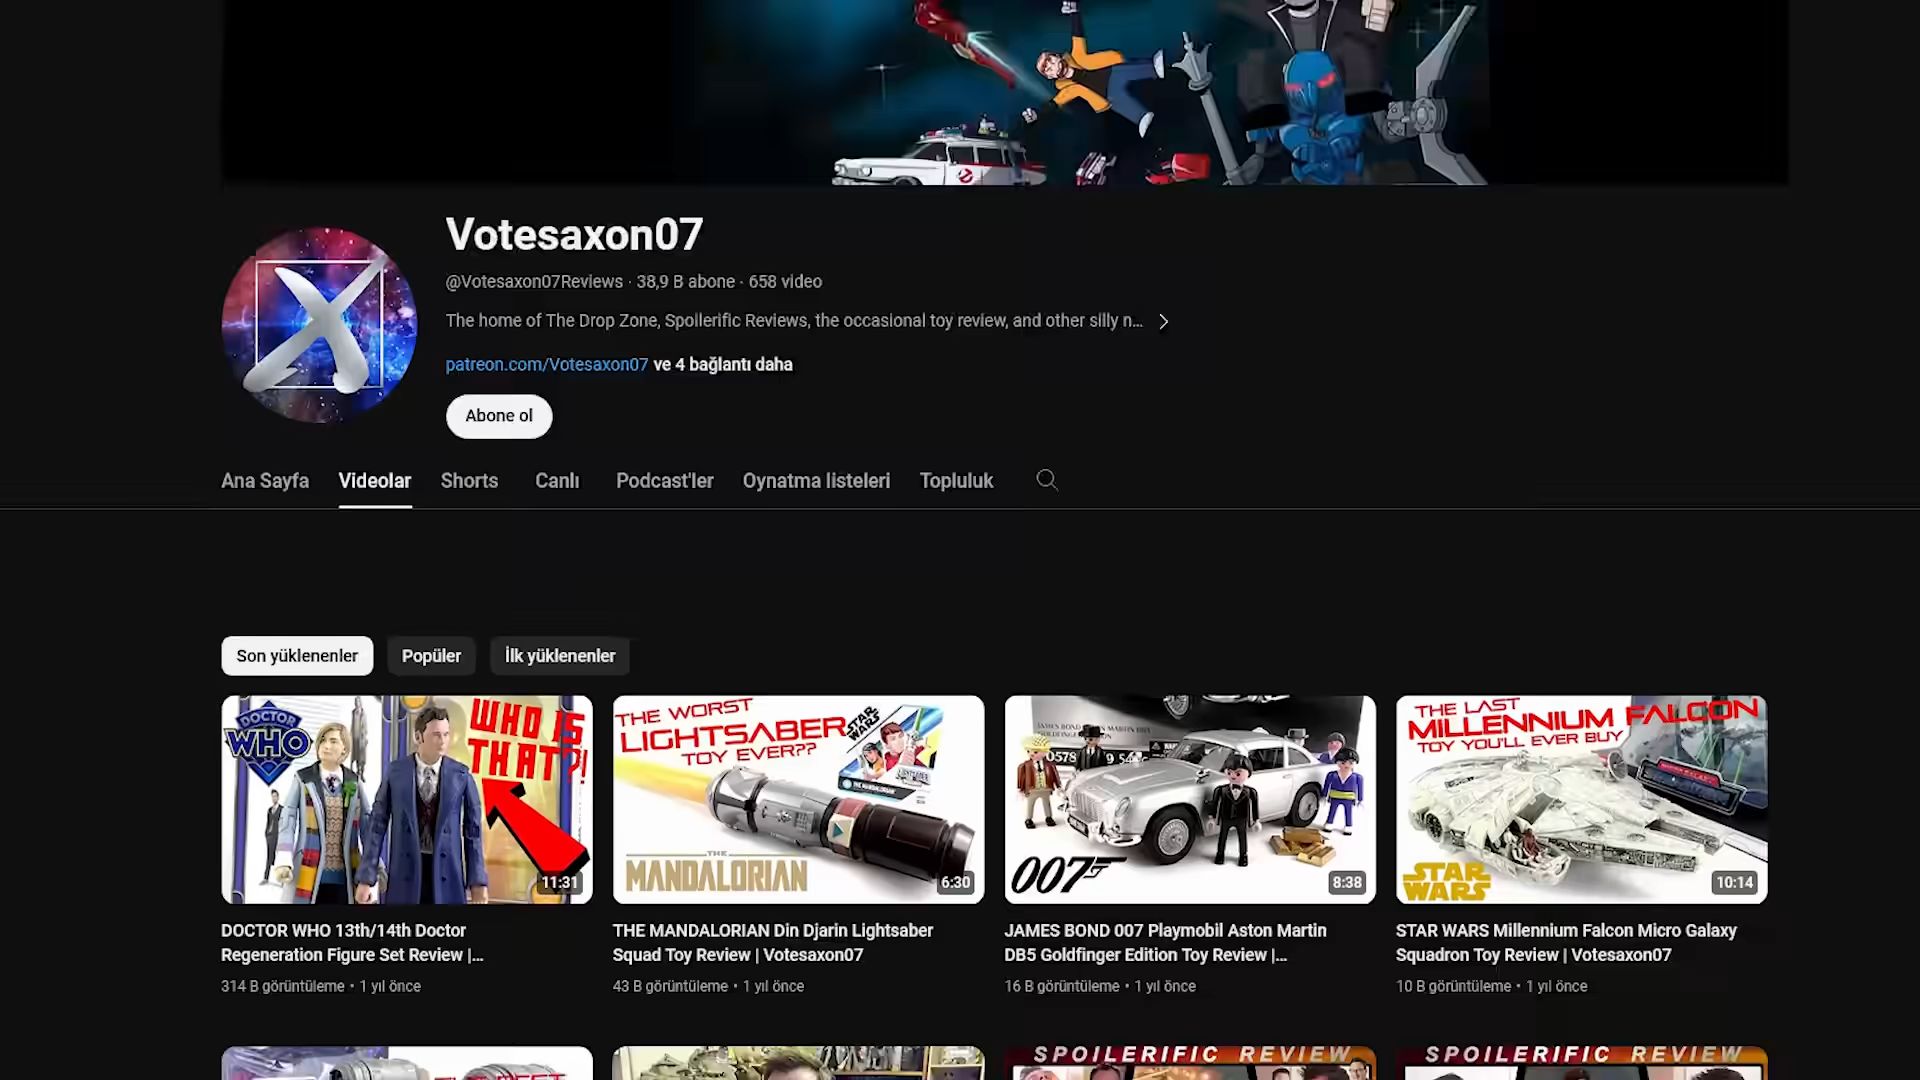 Votesaxon07
@Votesaxon07Reviews · 38,9 B abone · 658 video
The home of The Drop Zone, Spoilerific Reviews, the occasional toy review, and other silly n...
patreon.com/Votesaxon07 ve 4 bağlantı daha
Abone ol
Ana Sayfa Videolar Shorts Canlı Podcast'ler Oynatma listeleri Topluluk
Son yüklenenler Popüler İlk yüklenenler
DOCTOR
WHO
WHO IS
THAT?!
11:31
THE WORST
LIGHTSABER
TOY EVER??
STAR
WARS
THE
MANDALORIAN
6:30
007
8:38
THE LAST
MILLENNIUM FALCON
TOY YOU'LL EVER BUY
STAR
WARS
10:14
DOCTOR WHO 13th/14th Doctor
Regeneration Figure Set Review |...
314 B görüntüleme • 1 yıl önce
THE MANDALORIAN Din Djarin Lightsaber
Squad Toy Review | Votesaxon07
43 B görüntüleme • 1 yıl önce
JAMES BOND 007 Playmobil Aston Martin
DB5 Goldfinger Edition Toy Review |...
16 B görüntüleme • 1 yıl önce
STAR WARS Millennium Falcon Micro Galaxy
Squadron Toy Review | Votesaxon07
10 B görüntüleme • 1 yıl önce
SPOILERIFIC REVIEW
SPOILERIFIC REVIEW